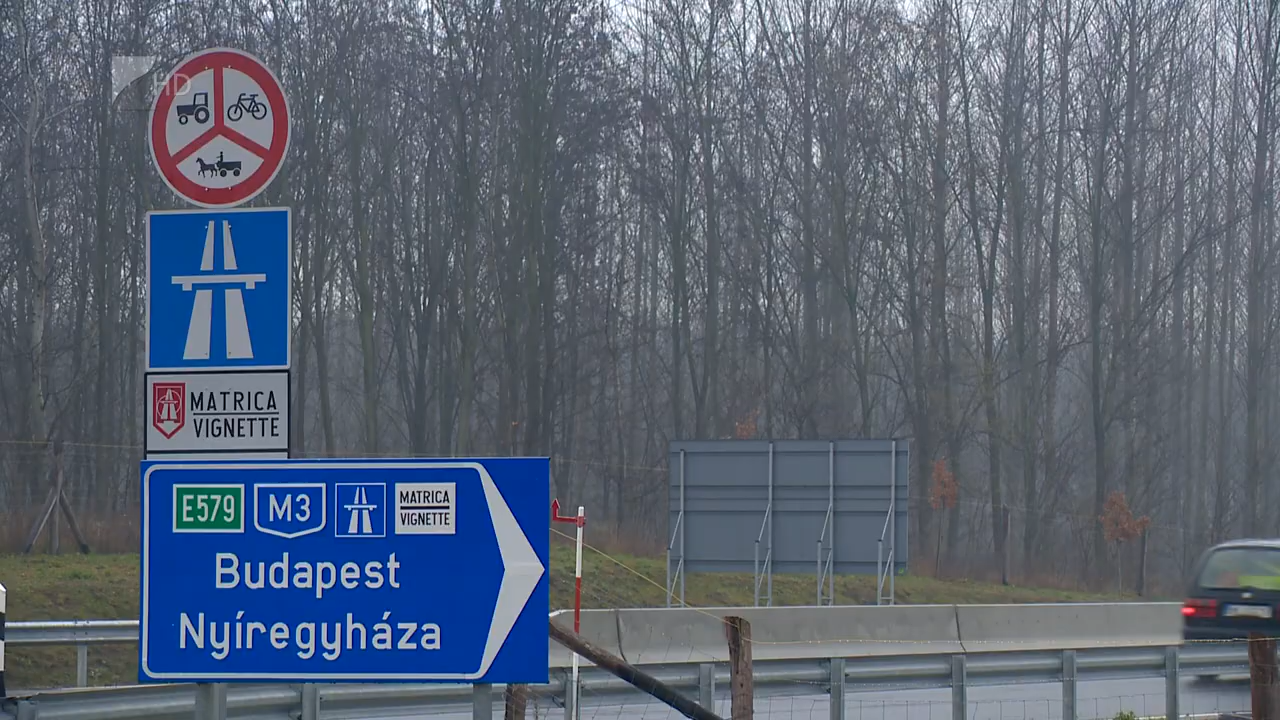 HD
MATRICA
VIGNETTE
E579 M3 MATRICA VIGNETTE
Budapest
Nyíregyháza